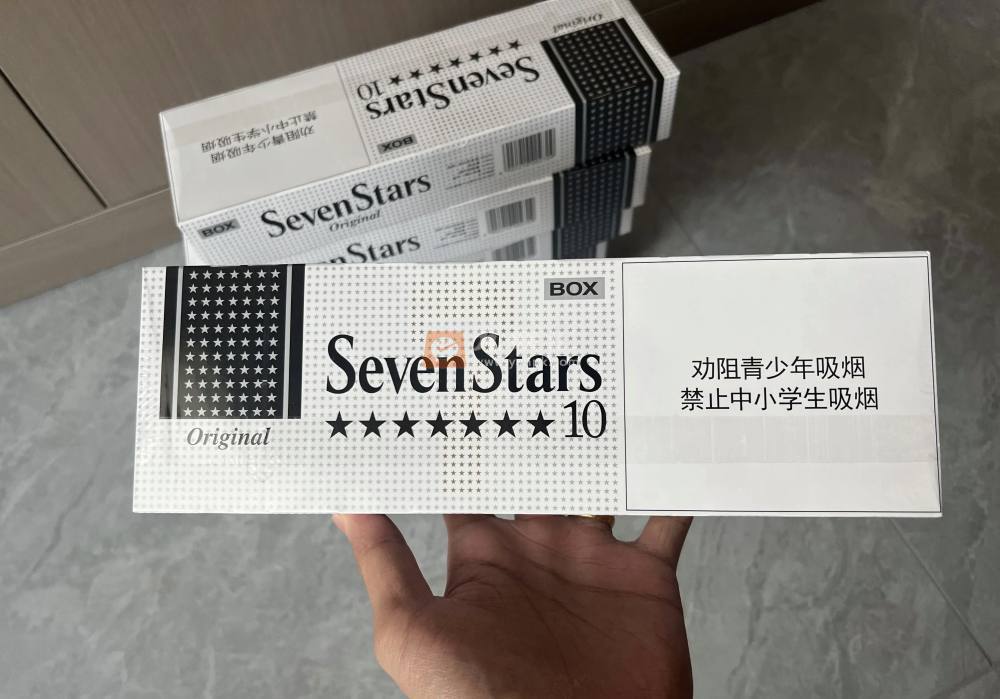 Original
SevenStars
10
BOX
禁止中小学生吸烟
劝阻青少年吸烟
BOX
SevenStars
Original
Stars
BOX
SevenStars
10
Original
劝阻青少年吸烟
禁止中小学生吸烟